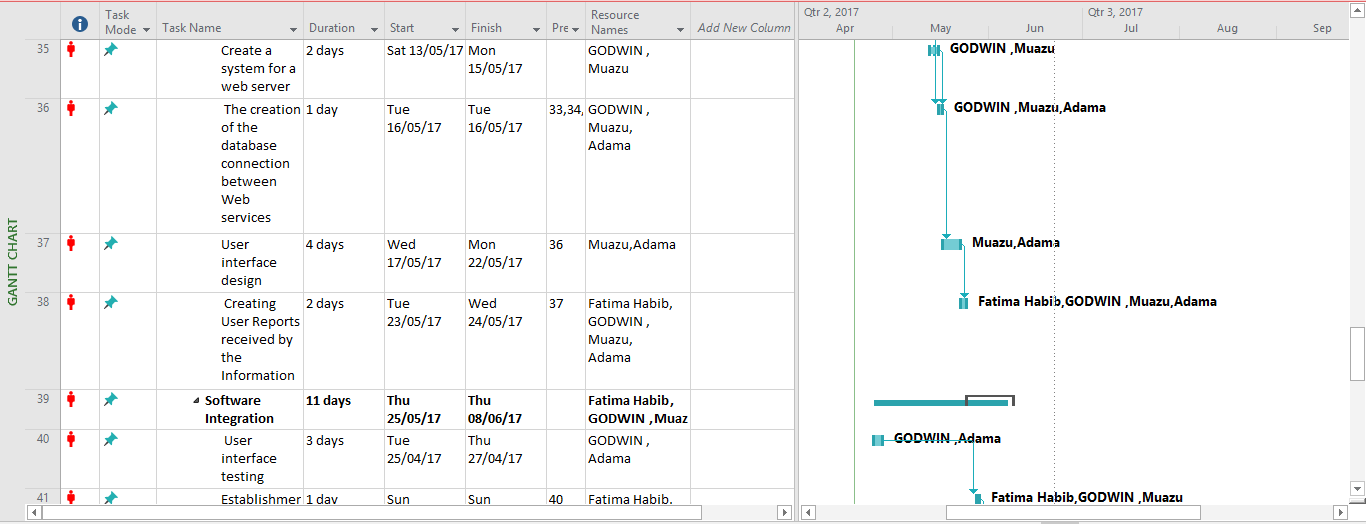 Qtr 2, 2017 Qtr 3, 2017
Task Mode Task Name Duration Start Finish Pre Resource Names Add New Column Apr May Jun Jul Aug Sep
GANTT CHART
35 Create a system for a web server 2 days Sat 13/05/17 Mon 15/05/17 GODWIN , Muazu GODWIN ,Muazu
36 The creation of the database connection between Web services 1 day Tue 16/05/17 Tue 16/05/17 33,34, GODWIN , Muazu, Adama GODWIN ,Muazu,Adama
37 User interface design 4 days Wed 17/05/17 Mon 22/05/17 36 Muazu,Adama Muazu,Adama
38 Creating User Reports received by the Information 2 days Tue 23/05/17 Wed 24/05/17 37 Fatima Habib, GODWIN , Muazu, Adama Fatima Habib,GODWIN ,Muazu,Adama
39 Software Integration 11 days Thu 25/05/17 Thu 08/06/17 Fatima Habib, GODWIN ,Muaz
40 User interface testing 3 days Tue 25/04/17 Thu 27/04/17 GODWIN , Adama GODWIN ,Adama
41 Establishmer 1 day Sun Sun 40 Fatima Habib, Fatima Habib,GODWIN ,Muazu